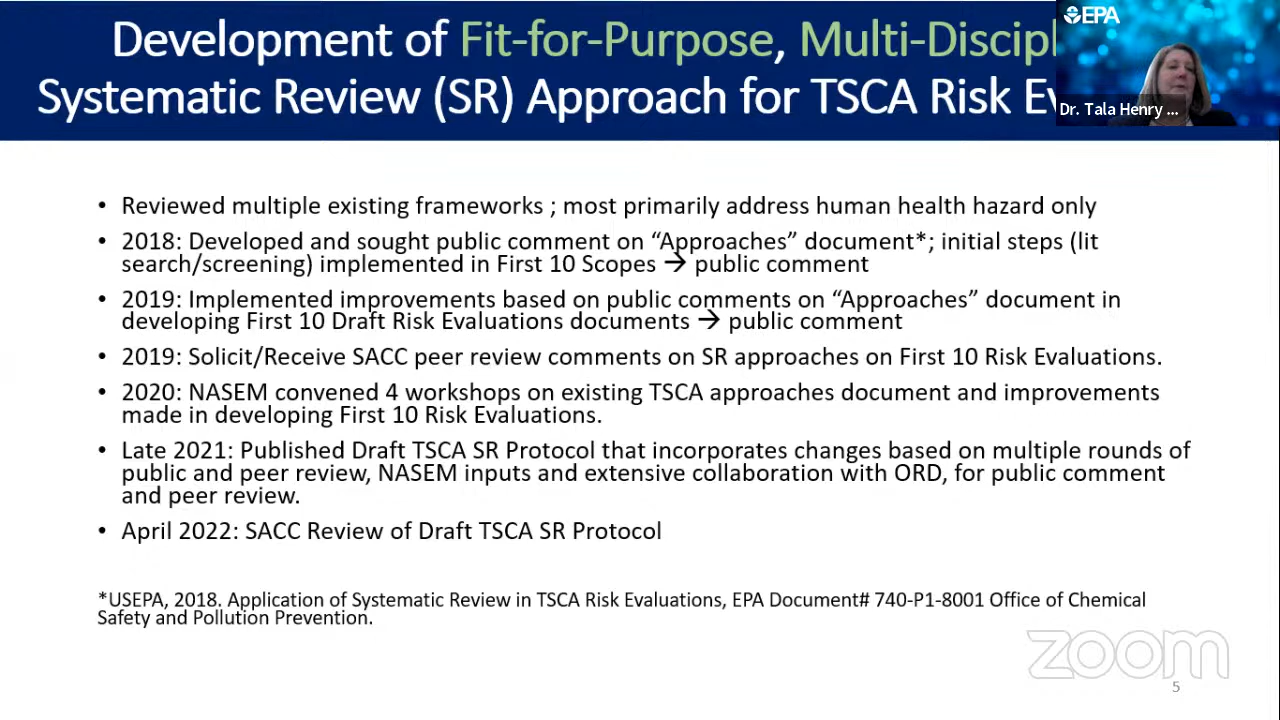 Development of Fit-for-Purpose, Multi-Discipl
Systematic Review (SR) Approach for TSCA Risk Ev
EPA
Dr. Tala Henry ...
• Reviewed multiple existing frameworks ; most primarily address human health hazard only
• 2018: Developed and sought public comment on “Approaches” document*; initial steps (lit
search/screening) implemented in First 10 Scopes → public comment
• 2019: Implemented improvements based on public comments on “Approaches” document in
developing First 10 Draft Risk Evaluations documents → public comment
• 2019: Solicit/Receive SACC peer review comments on SR approaches on First 10 Risk Evaluations.
• 2020: NASEM convened 4 workshops on existing TSCA approaches document and improvements
made in developing First 10 Risk Evaluations.
• Late 2021: Published Draft TSCA SR Protocol that incorporates changes based on multiple rounds of
public and peer review, NASEM inputs and extensive collaboration with ORD, for public comment
and peer review.
• April 2022: SACC Review of Draft TSCA SR Protocol
*USEPA, 2018. Application of Systematic Review in TSCA Risk Evaluations, EPA Document# 740-P1-8001 Office of Chemical
Safety and Pollution Prevention.
zoom
5